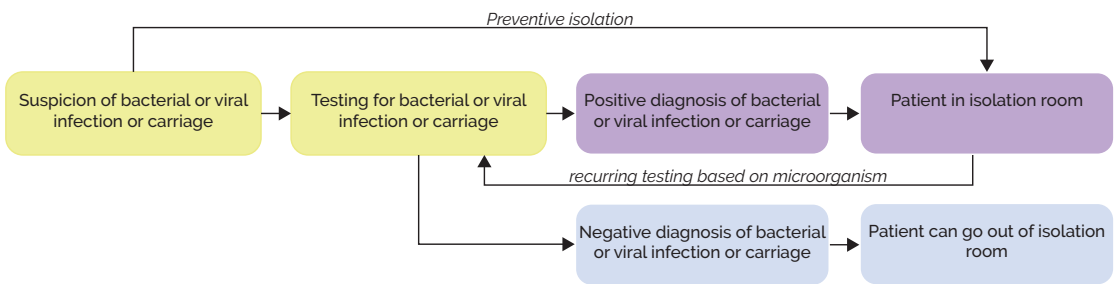 Preventive isolation
Suspicion of bacterial or viral
infection or carriage
Testing for bacterial or viral
infection or carriage
Positive diagnosis of bacterial
or viral infection or carriage
Patient in isolation room
recurring testing based on microorganism
Negative diagnosis of bacterial
or viral infection or carriage
Patient can go out of isolation
room